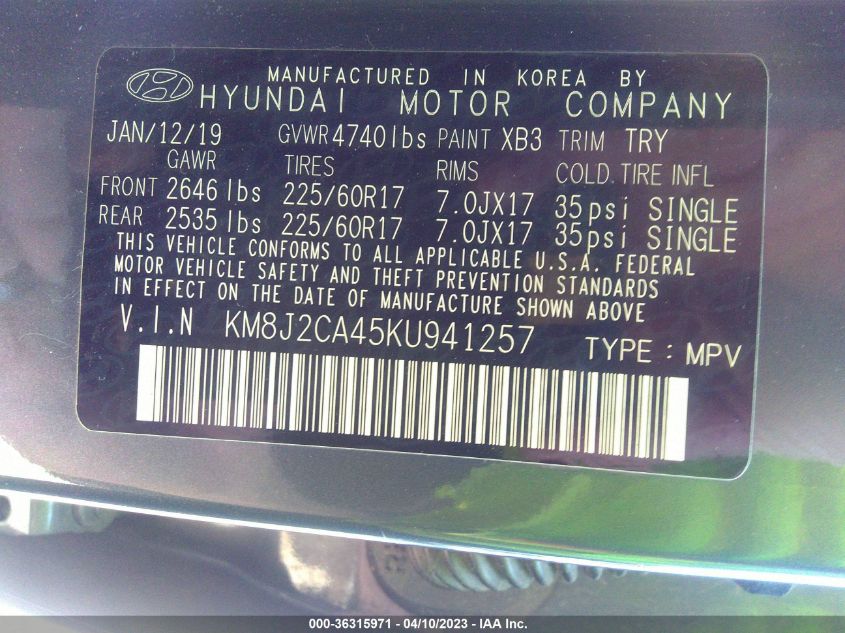 MANUFACTURED IN KOREA BY
HYUNDAI MOTOR COMPANY
JAN/12/19 GVWR 4740lbs PAINT XB3 TRIM TRY
GAWR TIRES RIMS COLD TIRE INFL
FRONT 2646 lbs 225/60R17 7.0JX17 35psi SINGLE
REAR 2535 lbs 225/60R17 7.0JX17 35psi SINGLE
THIS VEHICLE CONFORMS TO ALL APPLICABLE U.S.A. FEDERAL
MOTOR VEHICLE SAFETY AND THEFT PREVENTION STANDARDS
IN EFFECT ON THE DATE OF MANUFACTURE SHOWN ABOVE
V.I.N KM8J2CA45KU941257 TYPE : MPV
000-36315971 - 04/10/2023 - IAA Inc.